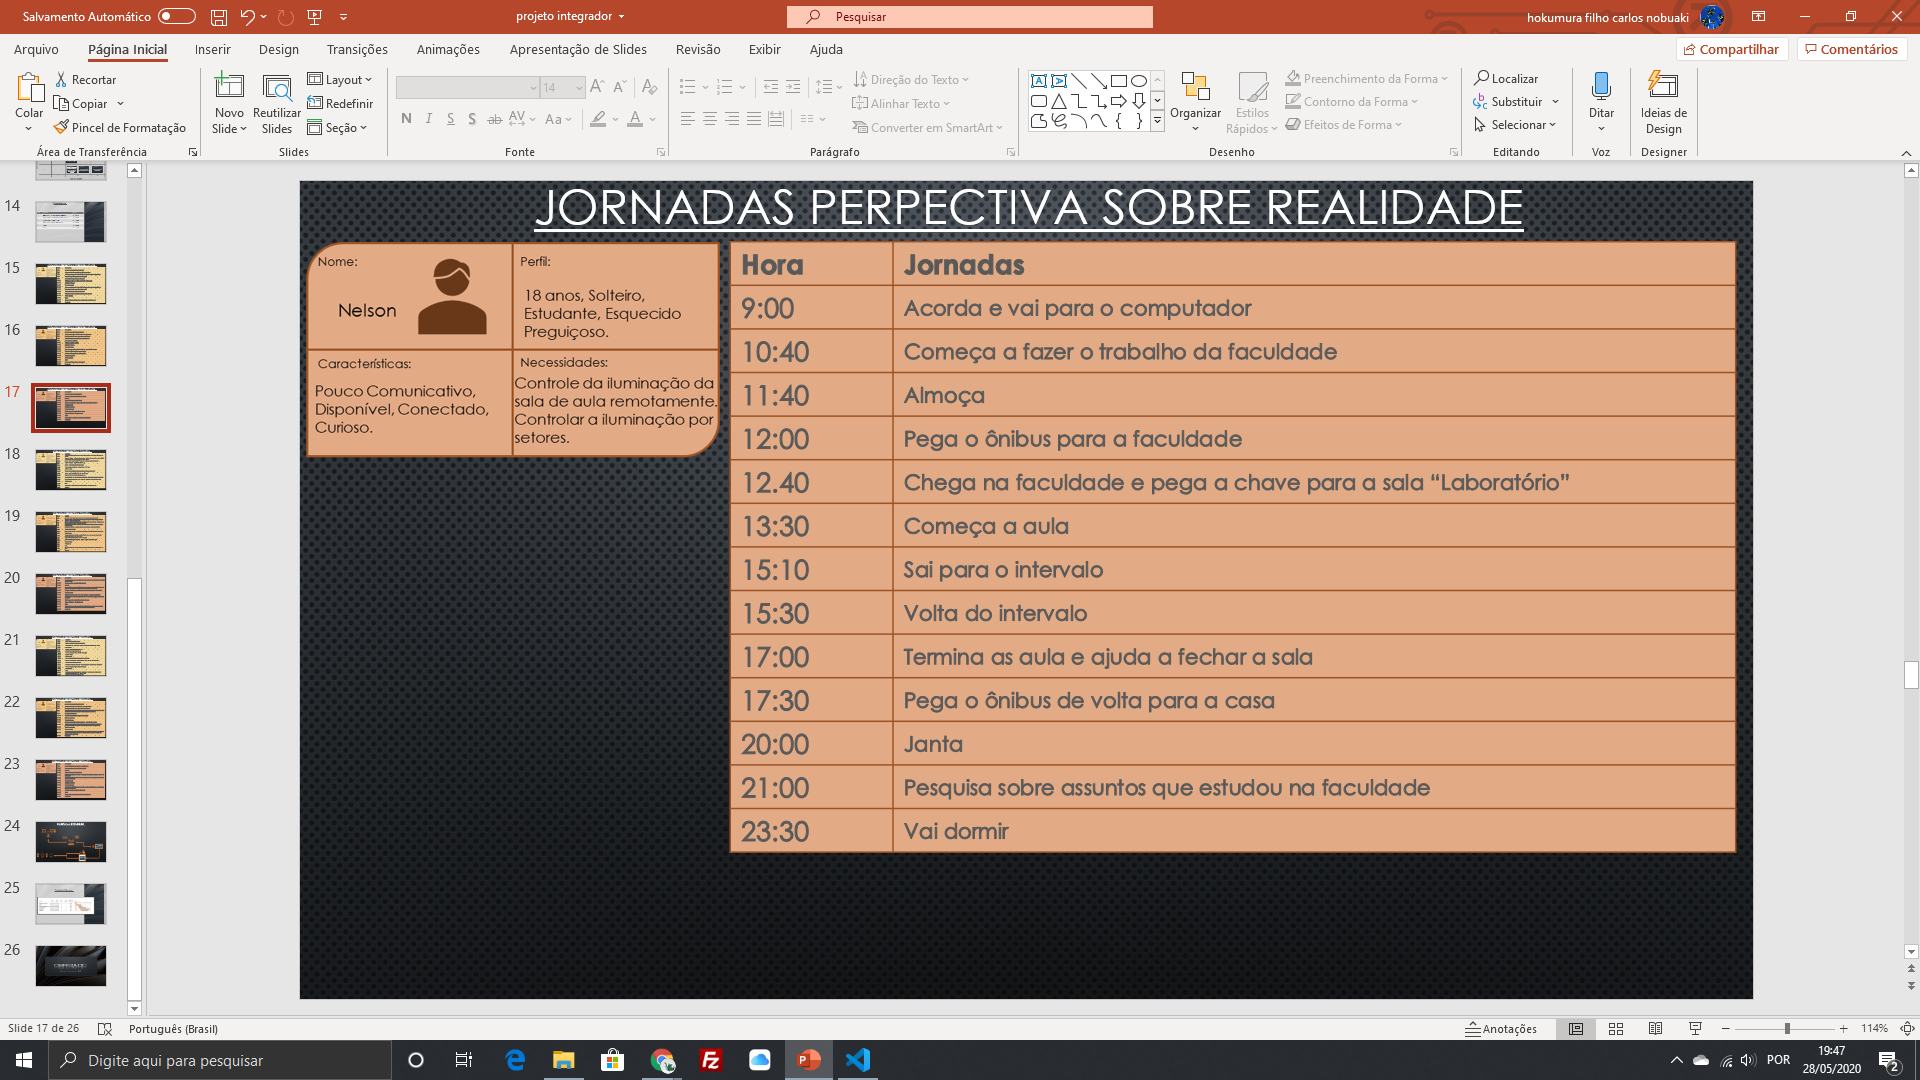 Salvamento Automático
projeto integrador
Pesquisar
hokumura filho carlos nobuaki
Arquivo Página Inicial Inserir Design Transições Animações Apresentação de Slides Revisão Exibir Ajuda
Compartilhar Comentários
Colar
Recortar
Copiar
Pincel de Formatação
Área de Transferência
Novo Slide
Reutilizar Slides
Layout
Redefinir
Seção
Slides
14
N I S S ab AV Aa A
Fonte
Direção do Texto
Alinhar Texto
Converter em SmartArt
Parágrafo
Organizar
Estilos Rápidos
Preenchimento da Forma
Contorno da Forma
Efeitos de Forma
Desenho
Localizar
Substituir
Selecionar
Editando
Ditar
Voz
Ideias de Design
Designer
14
15
16
17
18
19
20
21
22
23
24
25
26
JORNADAS PERPECTIVA SOBRE REALIDADE
Nome:
Nelson
Perfil:
18 anos, Solteiro,
Estudante, Esquecido
Preguiçoso.
Características:
Pouco Comunicativo,
Disponível, Conectado,
Curioso.
Necessidades:
Controle da iluminação da
sala de aula remotamente.
Controlar a iluminação por
setores.
Hora Jornadas
9:00 Acorda e vai para o computador
10:40 Começa a fazer o trabalho da faculdade
11:40 Almoça
12:00 Pega o ônibus para a faculdade
12.40 Chega na faculdade e pega a chave para a sala “Laboratório”
13:30 Começa a aula
15:10 Sai para o intervalo
15:30 Volta do intervalo
17:00 Termina as aula e ajuda a fechar a sala
17:30 Pega o ônibus de volta para a casa
20:00 Janta
21:00 Pesquisa sobre assuntos que estudou na faculdade
23:30 Vai dormir
Slide 17 de 26 Português (Brasil)
Anotações
114%
Digite aqui para pesquisar
POR
19:47
28/05/2020
2